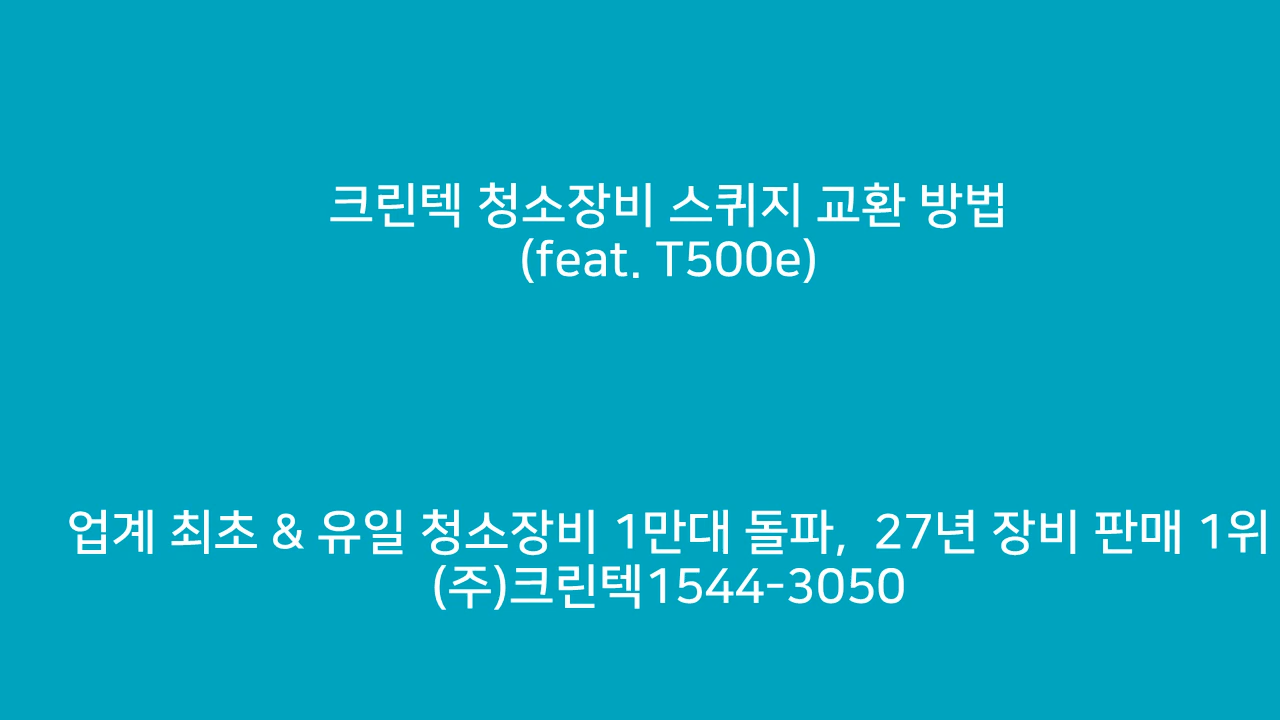 크린텍 청소장비 스퀴지 교환 방법
(feat. T500e)
업계 최초 & 유일 청소장비 1만대 돌파, 27년 장비 판매 1위
(주)크린텍1544-3050